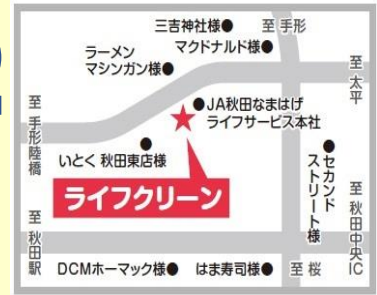 三吉神社様●
至 手形
マクドナルド様●
ラーメン
マシンガン様●
至 太平
●JA秋田なまはげ
ライフサービス本社
至 手形陸橋
いとく 秋田東店様
●セカンド
ストリート様
ライフクリーン
至 秋田駅
至 秋田中央IC
DCMホーマック様●
はま寿司様●
至 桜